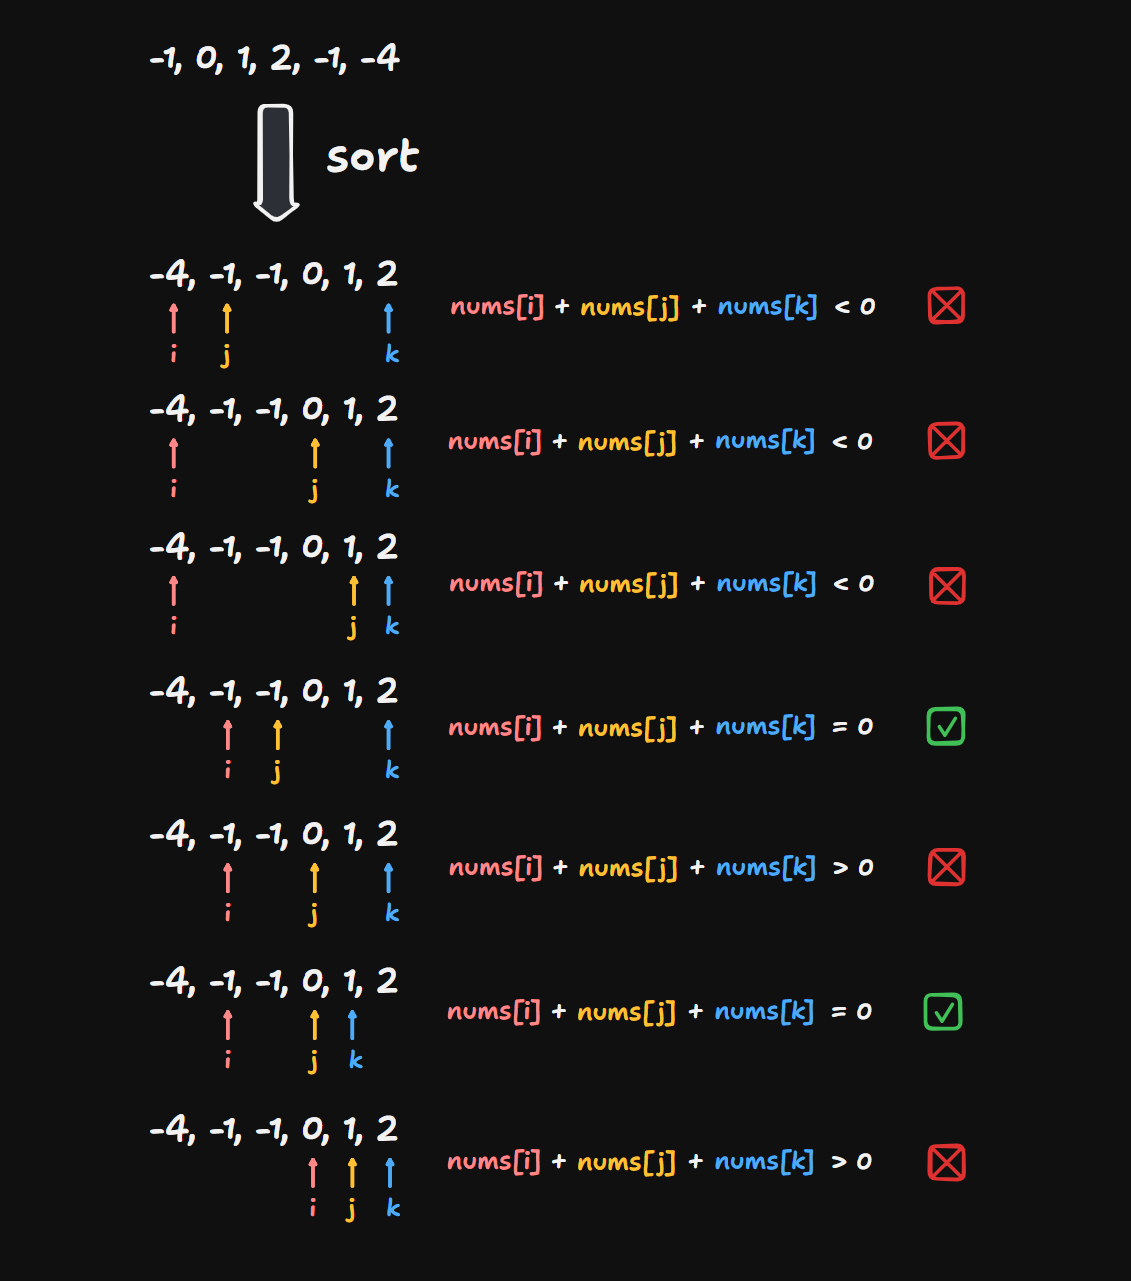 -1, 0, 1, 2, -1, -4
sort
-4, -1, -1, 0, 1, 2
nums[i] + nums[j] + nums[k] < 0
i j k
-4, -1, -1, 0, 1, 2
nums[i] + nums[j] + nums[k] < 0
i j k
-4, -1, -1, 0, 1, 2
nums[i] + nums[j] + nums[k] < 0
i j k
-4, -1, -1, 0, 1, 2
nums[i] + nums[j] + nums[k] = 0
i j k
-4, -1, -1, 0, 1, 2
nums[i] + nums[j] + nums[k] > 0
i j k
-4, -1, -1, 0, 1, 2
nums[i] + nums[j] + nums[k] = 0
i j k
-4, -1, -1, 0, 1, 2
nums[i] + nums[j] + nums[k] > 0
i j k